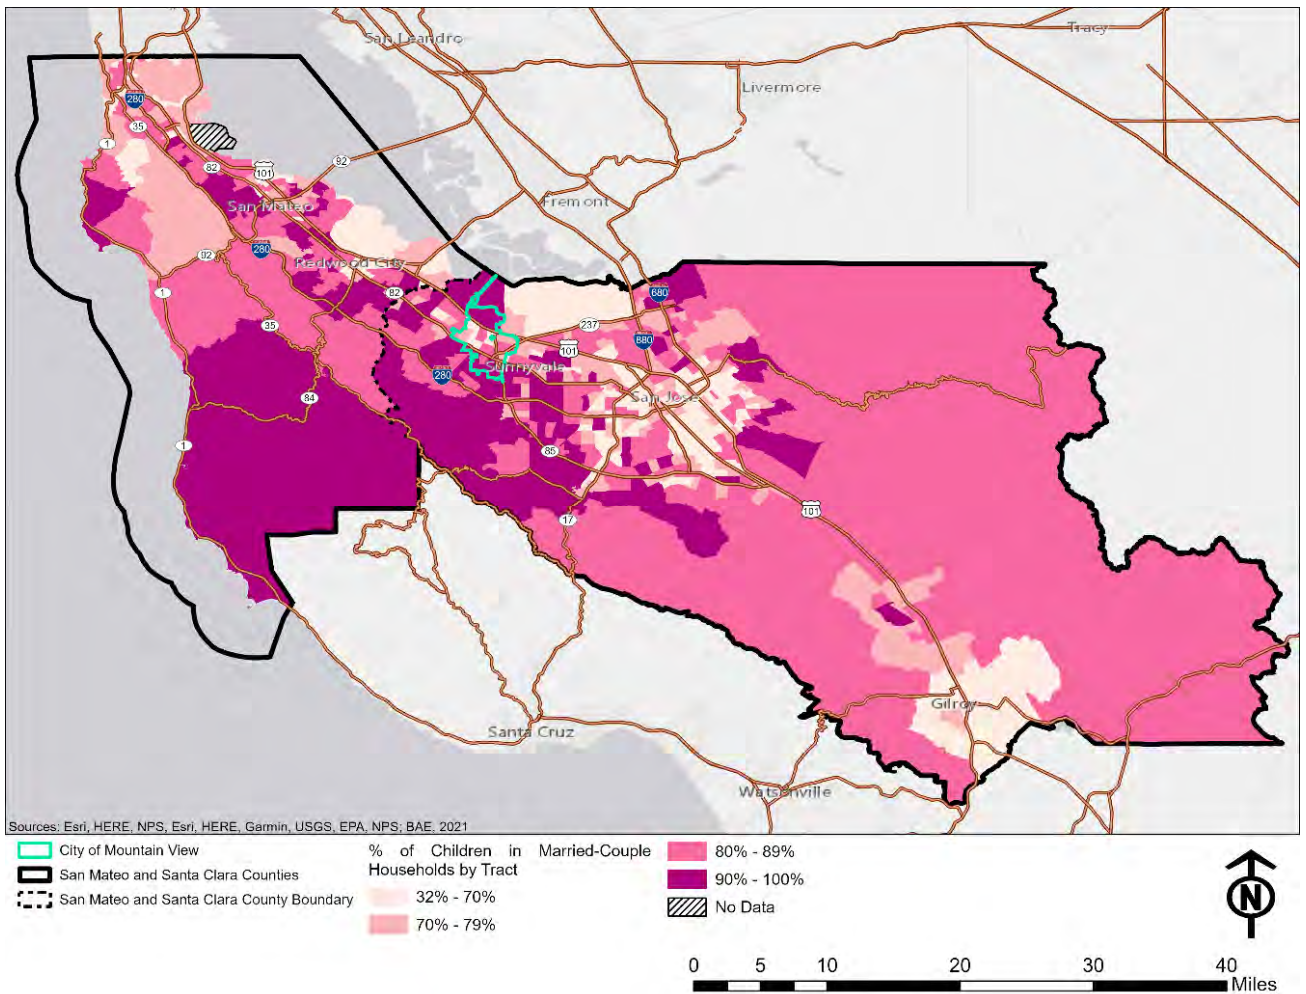 San Leandro
Tracy
Livermore
280
35
1
82
101
92
San Mateo
Fremont
92
280
Redwood City
82
1
680
35
237
101
880
Sunnyvale
280
84
San Jose
1
85
101
17
Gilroy
Santa Cruz
Watsonville
Sources: Esri, HERE, NPS, Esri, HERE, Garmin, USGS, EPA, NPS; BAE, 2021
City of Mountain View
San Mateo and Santa Clara Counties
San Mateo and Santa Clara County Boundary
% of Children in Married-Couple
Households by Tract
32% - 70%
70% - 79%
80% - 89%
90% - 100%
No Data
N
0 5 10 20 30 40
Miles